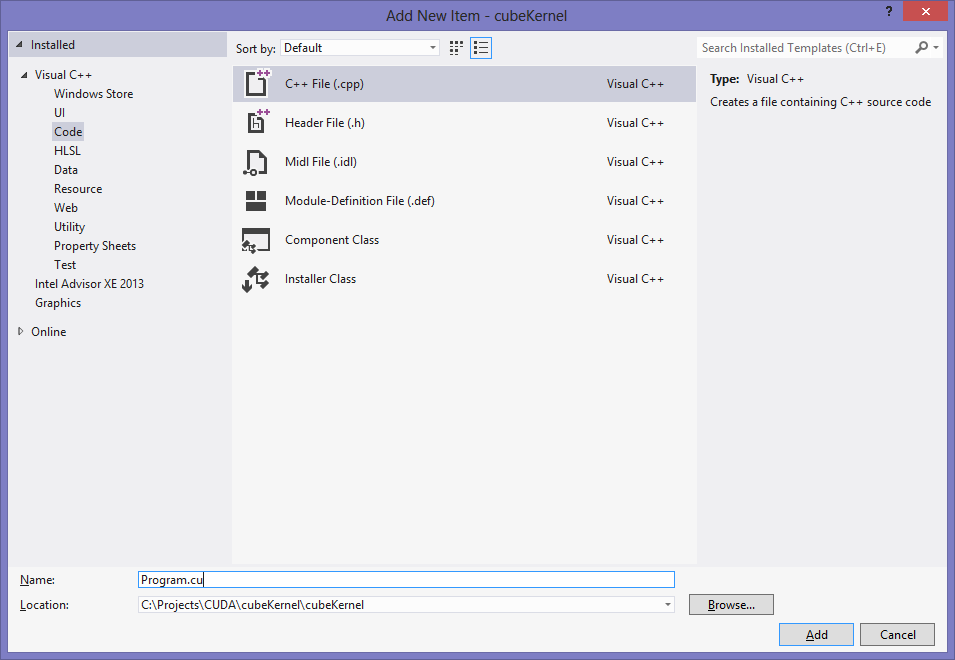 Add New Item - cubeKernel
?
Installed
Visual C++
Windows Store
UI
Code
HLSL
Data
Resource
Web
Utility
Property Sheets
Test
Intel Advisor XE 2013
Graphics
Online
Sort by: Default
C++ File (.cpp) Visual C++
Header File (.h) Visual C++
Midl File (.idl) Visual C++
Module-Definition File (.def) Visual C++
Component Class Visual C++
Installer Class Visual C++
Search Installed Templates (Ctrl+E)
Type: Visual C++
Creates a file containing C++ source code
Name: Program.cu
Location: C:\Projects\CUDA\cubeKernel\cubeKernel
Browse...
Add Cancel